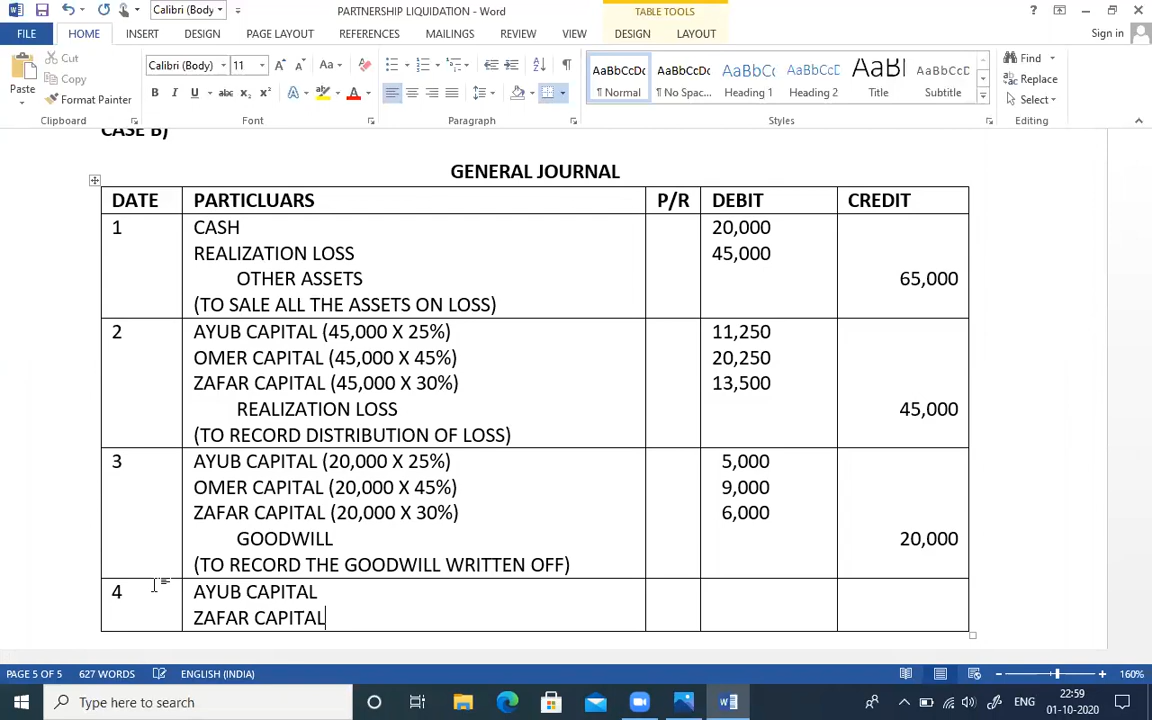 PARTNERSHIP LIQUIDATION - Word
TABLE TOOLS
Calibri (Body
FILE HOME INSERT DESIGN PAGE LAYOUT REFERENCES MAILINGS REVIEW VIEW DESIGN LAYOUT Sign in
Paste
Cut
Copy
Format Painter
Calibri (Body) 11
AaBbCcDc AaBbCcDc AaBbCc AaBbCc AaBl AaBbCcD
¶ Normal ¶ No Spac... Heading 1 Heading 2 Title Subtitle
Find
Replace
Select
Clipboard Font Paragraph Styles Editing
CASE B)
GENERAL JOURNAL
DATE PARTICLUARS P/R DEBIT CREDIT
1 CASH 20,000
REALIZATION LOSS 45,000
OTHER ASSETS 65,000
(TO SALE ALL THE ASSETS ON LOSS)
2 AYUB CAPITAL (45,000 X 25%) 11,250
OMER CAPITAL (45,000 X 45%) 20,250
ZAFAR CAPITAL (45,000 X 30%) 13,500
REALIZATION LOSS 45,000
(TO RECORD DISTRIBUTION OF LOSS)
3 AYUB CAPITAL (20,000 X 25%) 5,000
OMER CAPITAL (20,000 X 45%) 9,000
ZAFAR CAPITAL (20,000 X 30%) 6,000
GOODWILL 20,000
(TO RECORD THE GOODWILL WRITTEN OFF)
4 AYUB CAPITAL
ZAFAR CAPITAL
PAGE 5 OF 5 627 WORDS ENGLISH (INDIA) 160%
Type here to search
ENG
22:59
01-10-2020